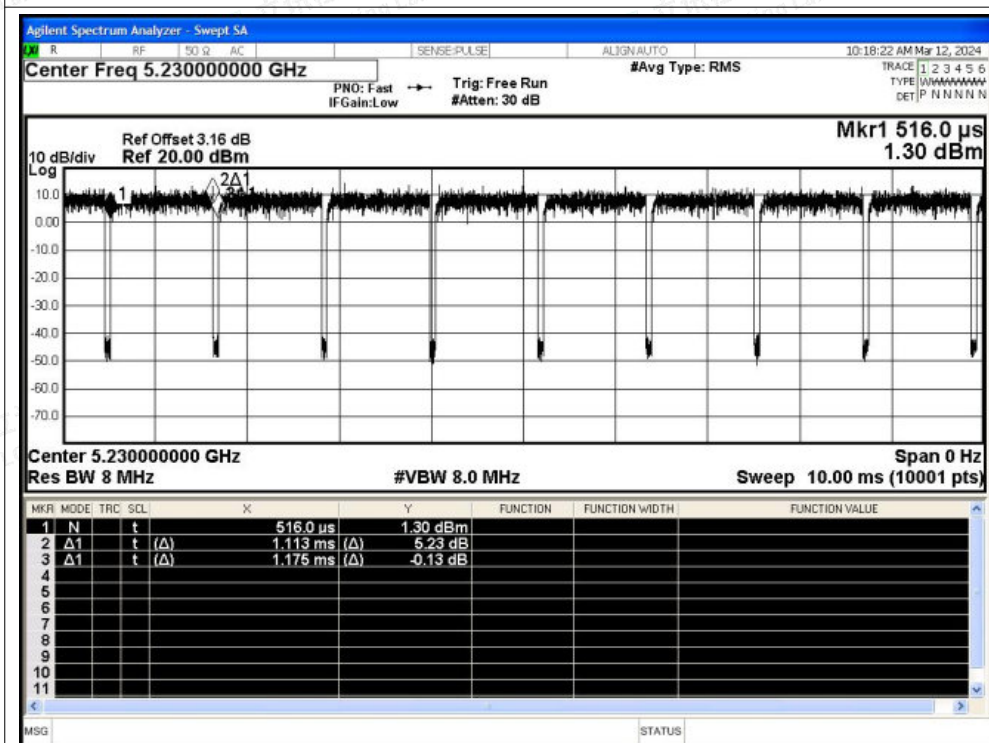 Agilent Spectrum Analyzer - Swept SA
R RF 50 Ω AC SENSE:PULSE ALIGNAUTO 10:18:22 AM Mar 12, 2024
Center Freq 5.230000000 GHz #Avg Type: RMS TRACE 1 2 3 4 5 6
PNO: Fast Trig: Free Run TYPE
IFGain:Low #Atten: 30 dB DET P N N N N N
Mkr1 516.0 µs
Ref Offset 3.16 dB
10 dB/div Ref 20.00 dBm 1.30 dBm
Log
2Δ1
10.0 1
0.00
-10.0
-20.0
-30.0
-40.0
-50.0
-60.0
-70.0
Center 5.230000000 GHz Span 0 Hz
Res BW 8 MHz #VBW 8.0 MHz Sweep 10.00 ms (10001 pts)
MKR MODE TRC SCL X Y FUNCTION FUNCTION WIDTH FUNCTION VALUE
1 N t 516.0 µs 1.30 dBm
2 Δ1 t (Δ) 1.113 ms (Δ) 5.23 dB
3 Δ1 t (Δ) 1.175 ms (Δ) -0.13 dB
4
5
6
7
8
9
10
11
MSG STATUS